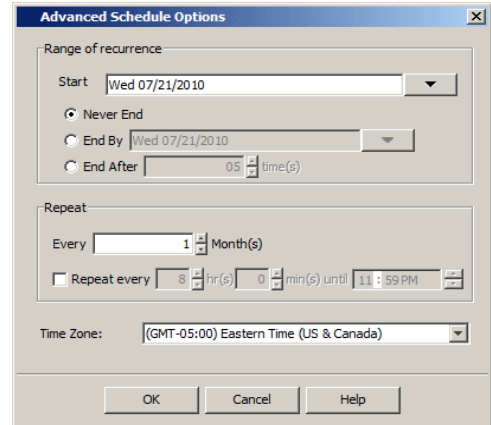 Advanced Schedule Options
Range of recurrence
Start Wed 07/21/2010
Never End
End By Wed 07/21/2010
End After 05 time(s)
Repeat
Every 1 Month(s)
Repeat every 8 hr(s) 0 min(s) until 11 : 59 PM
Time Zone: (GMT-05:00) Eastern Time (US & Canada)
OK Cancel Help